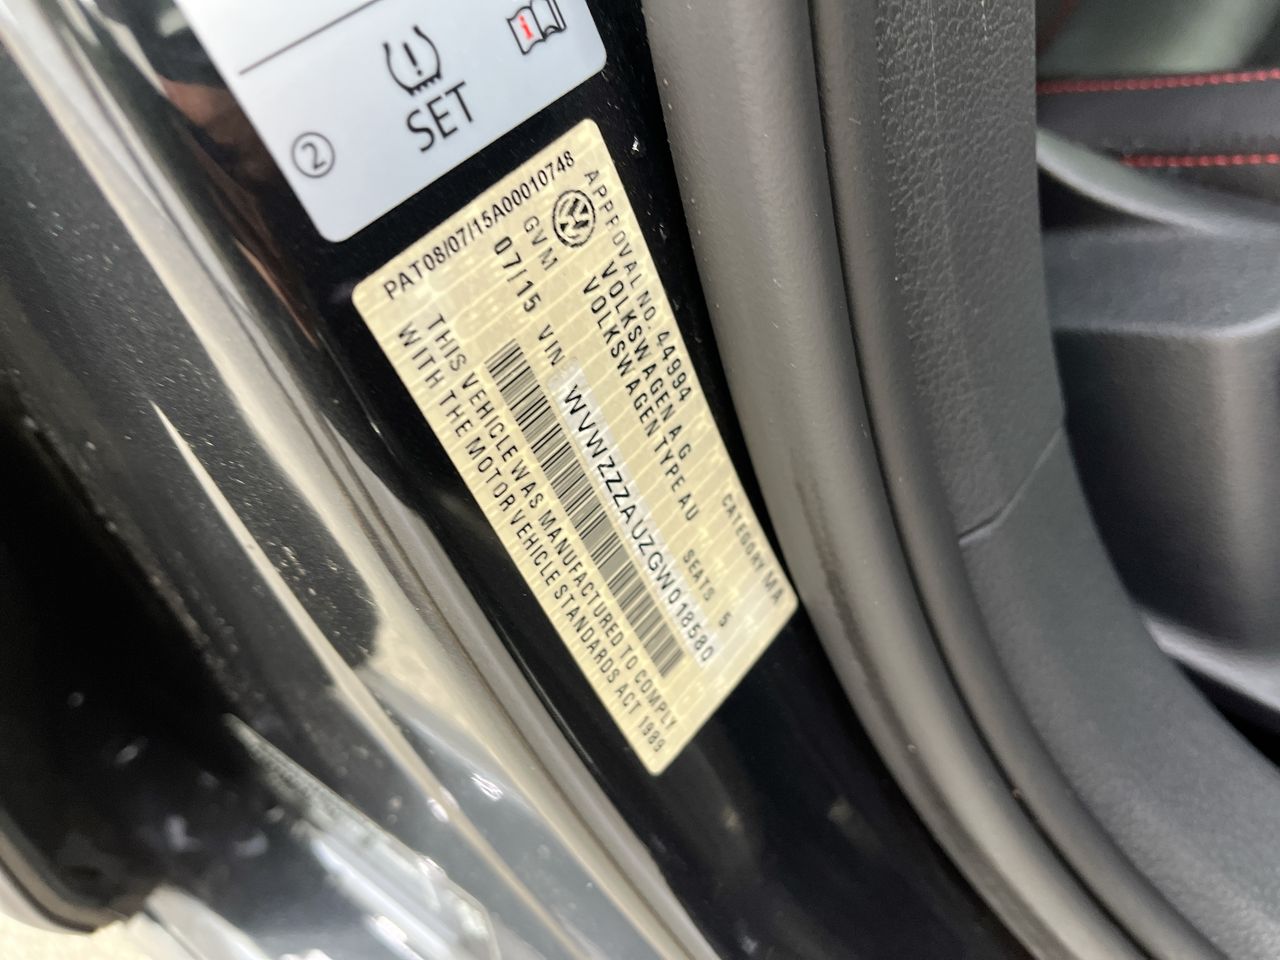 SET
②
PAT08/07/15A00010748
APPROVAL NO. 44994 CATEGORY MA
VOLKSWAGEN A G
VOLKSWAGEN TYPE AU SEATS 5
GVM
07/15 VIN WVWZZZAUZGW018580
THIS VEHICLE WAS MANUFACTURED TO COMPLY
WITH THE MOTOR VEHICLE STANDARDS ACT 1989